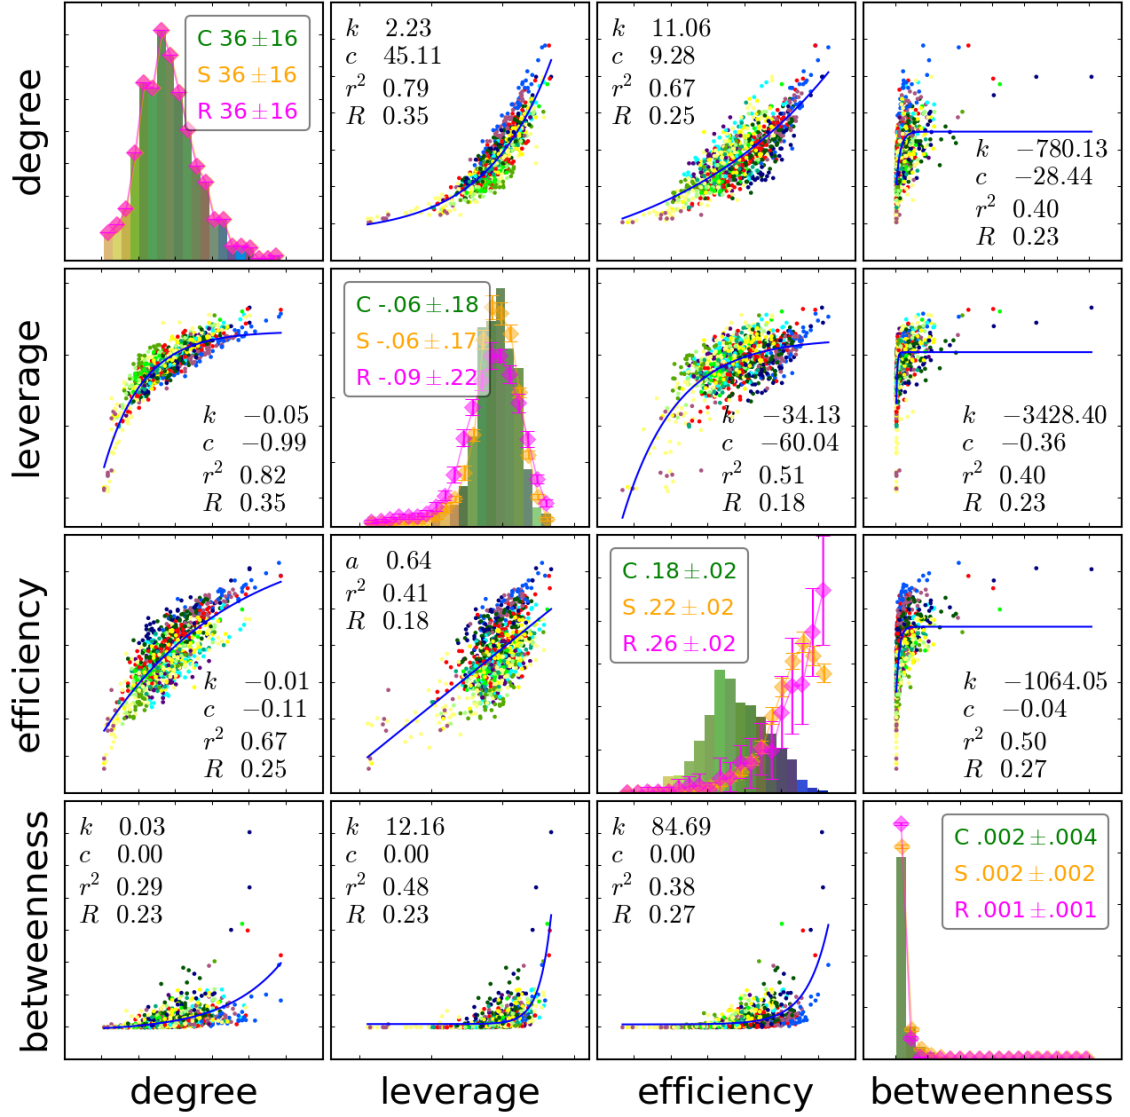 degree
C 36±16
S 36±16
R 36±16
k 2.23
c 45.11
r² 0.79
R 0.35
k 11.06
c 9.28
r² 0.67
R 0.25
k −780.13
c −28.44
r² 0.40
R 0.23
leverage
k −0.05
c −0.99
r² 0.82
R 0.35
C -.06±.18
S -.06±.17
R -.09±.22
k −34.13
c −60.04
r² 0.51
R 0.18
k −3428.40
c −0.36
r² 0.40
R 0.23
efficiency
k −0.01
c −0.11
r² 0.67
R 0.25
a 0.64
r² 0.41
R 0.18
C .18±.02
S .22±.02
R .26±.02
k −1064.05
c −0.04
r² 0.50
R 0.27
betweenness
k 0.03
c 0.00
r² 0.29
R 0.23
k 12.16
c 0.00
r² 0.48
R 0.23
k 84.69
c 0.00
r² 0.38
R 0.27
C .002±.004
S .002±.002
R .001±.001
degree
leverage
efficiency
betweenness